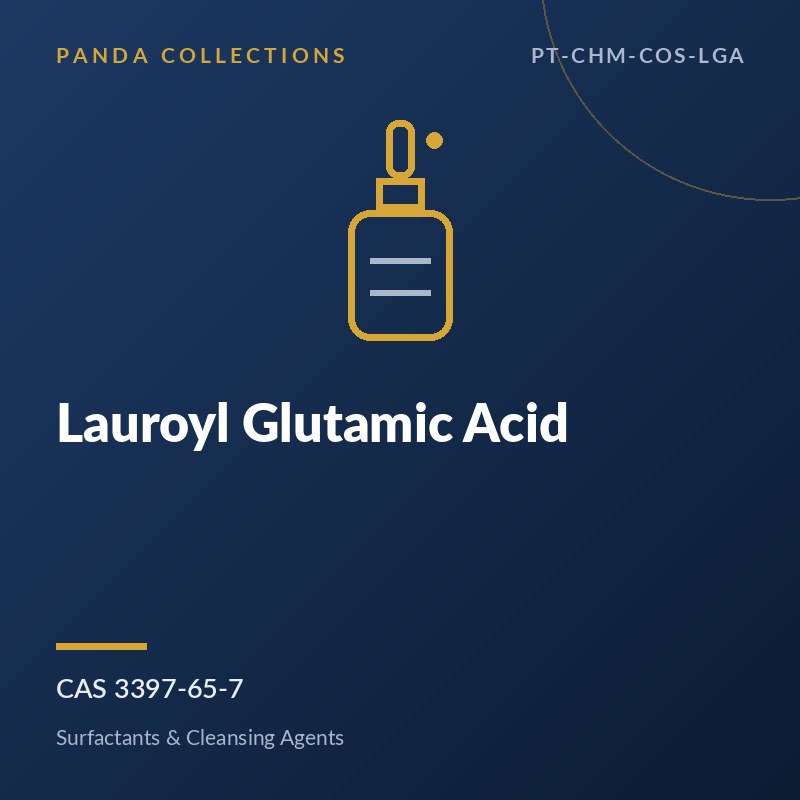 PANDA COLLECTIONS
PT-CHM-COS-LGA
Lauroyl Glutamic Acid
CAS 3397-65-7
Surfactants & Cleansing Agents